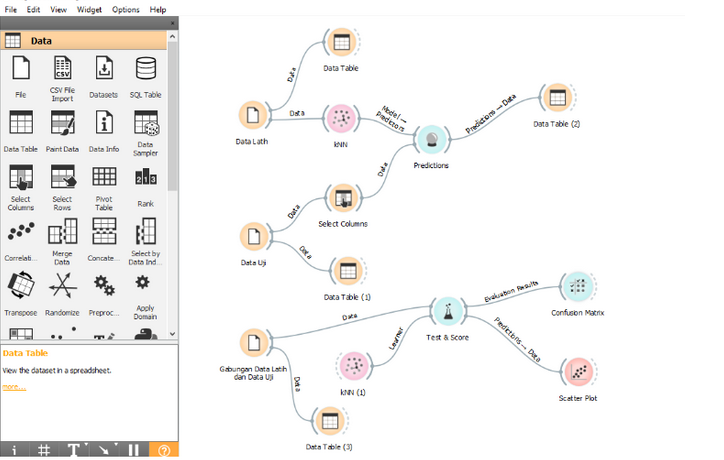 File Edit View Widget Options Help
Data
File
CSV File
Import
Datasets
SQL Table
Data Table
Paint Data
Data Info
Data
Sampler
Select
Columns
Select
Rows
Pivot
Table
Rank
Correlati...
Merge
Data
Concate...
Select by
Data Ind...
Transpose
Randomize
Preproc...
Apply
Domain
Data Table
View the dataset in a spreadsheet.
more...
Data
Data Table
Data Lath
Data
kNN
Model → Predictors
Predictions
Predictions → Data
Data Table (2)
Data
Select Columns
Data
Data Uji
Data
Data Table (1)
Data
Gabungan Data Latih
dan Data Uji
Learner
kNN (1)
Test & Score
Evaluation Results
Confusion Matrix
Predictions → Data
Scatter Plot
Data
Data Table (3)